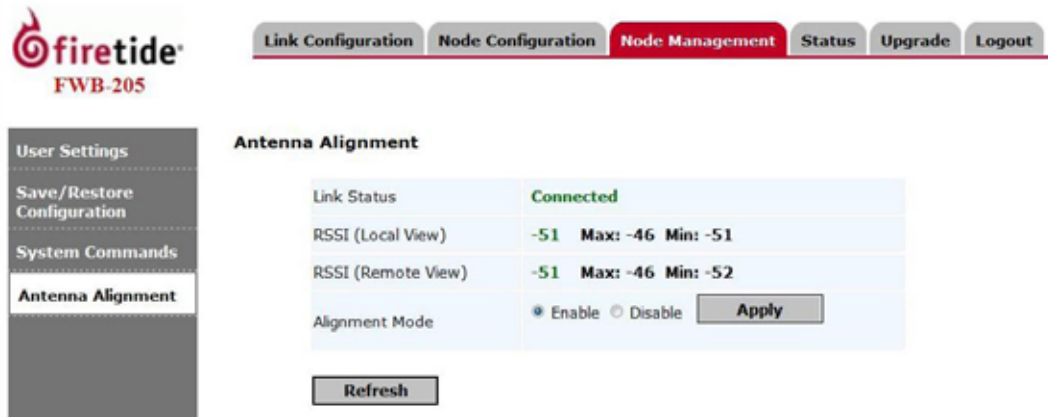 firetide
FWB-205
Link Configuration Node Configuration Node Management Status Upgrade Logout
User Settings
Save/Restore
Configuration
System Commands
Antenna Alignment
Antenna Alignment
Link Status Connected
RSSI (Local View) -51 Max: -46 Min: -51
RSSI (Remote View) -51 Max: -46 Min: -52
Alignment Mode Enable Disable Apply
Refresh